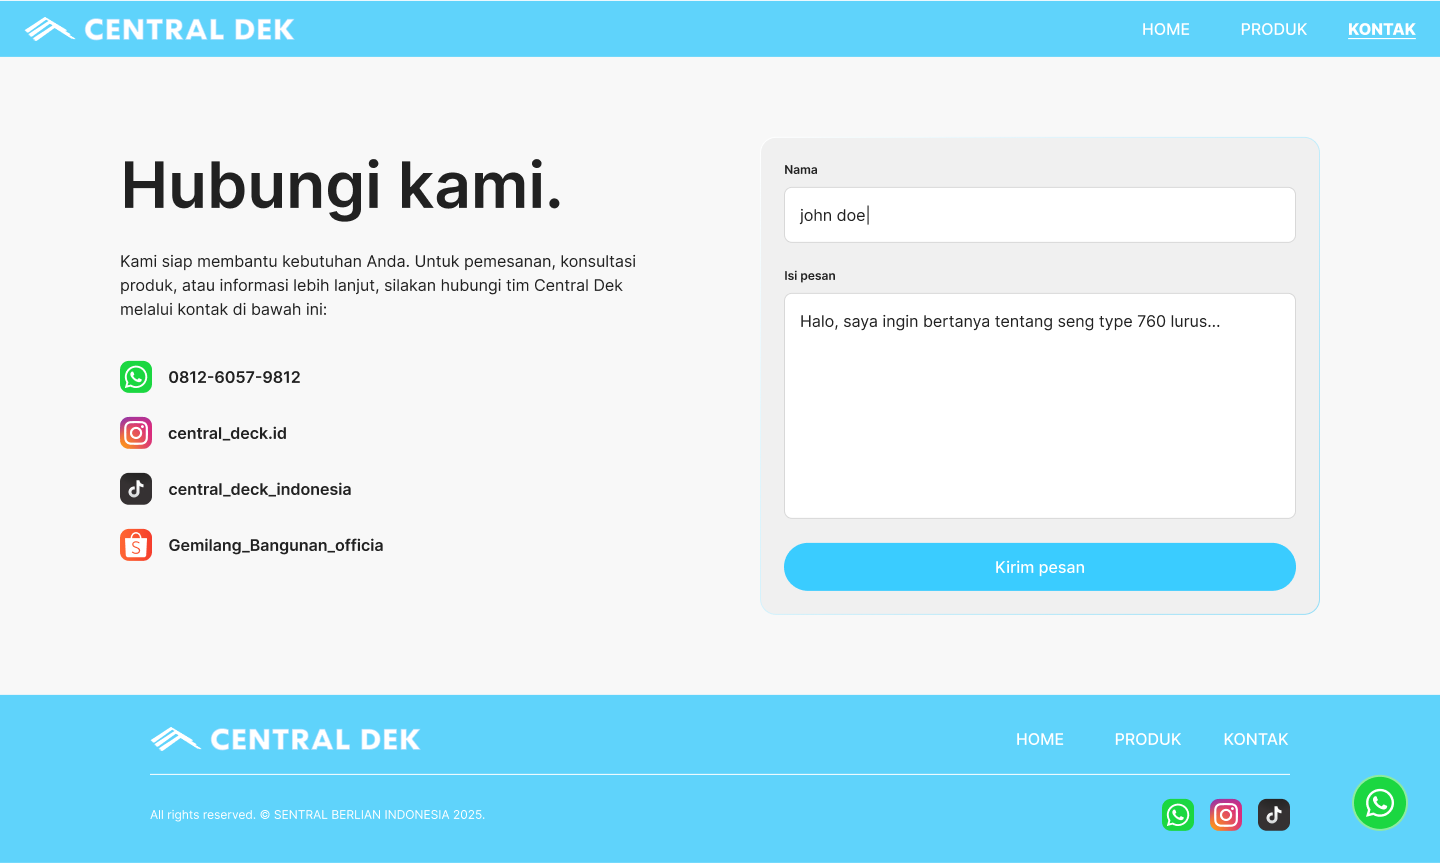 CENTRAL DEK
HOME
PRODUK
KONTAK
Hubungi kami.
Kami siap membantu kebutuhan Anda. Untuk pemesanan, konsultasi
produk, atau informasi lebih lanjut, silakan hubungi tim Central Dek
melalui kontak di bawah ini:
0812-6057-9812
central_deck.id
central_deck_indonesia
Gemilang_Bangunan_officia
Nama
john doe
Isi pesan
Halo, saya ingin bertanya tentang seng type 760 lurus...
Kirim pesan
CENTRAL DEK
HOME
PRODUK
KONTAK
All rights reserved. © SENTRAL BERLIAN INDONESIA 2025.